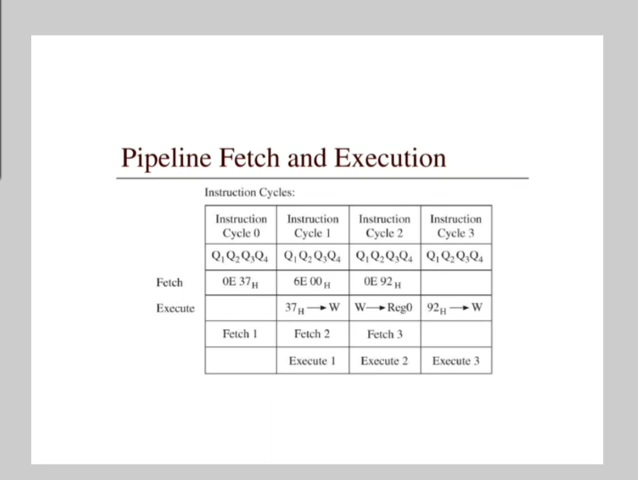 Pipeline Fetch and Execution
Instruction Cycles:
Instruction Cycle 0 Instruction Cycle 1 Instruction Cycle 2 Instruction Cycle 3
Q₁Q₂Q₃Q₄ Q₁Q₂Q₃Q₄ Q₁Q₂Q₃Q₄ Q₁Q₂Q₃Q₄
Fetch 0E 37H 6E 00H 0E 92H
Execute 37H→W W→Reg0 92H→W
Fetch 1 Fetch 2 Fetch 3
Execute 1 Execute 2 Execute 3